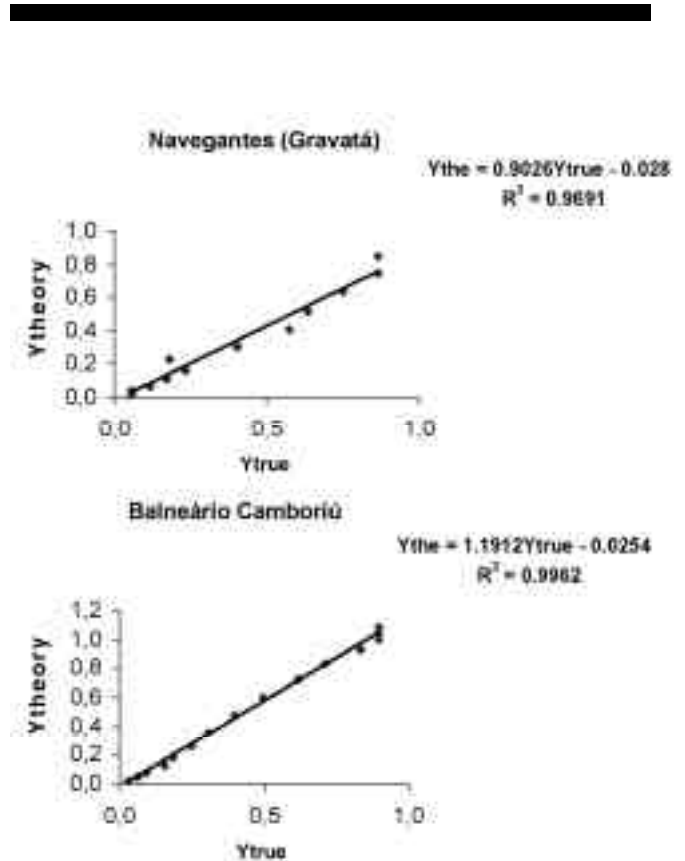 Navegantes (Gravatá)
Ythe = 0.9026Ytrue - 0.028
R² = 0.9691
1,0
0,8
0,6
0,4
0,2
0,0
Ytheory
0,0 0,5 1,0
Ytrue
Balneário Camboriú
Ythe = 1.1912Ytrue - 0.0254
R² = 0.9962
1,2
1,0
0,8
0,6
0,4
0,2
0,0
Ytheory
0,0 0,5 1,0
Ytrue